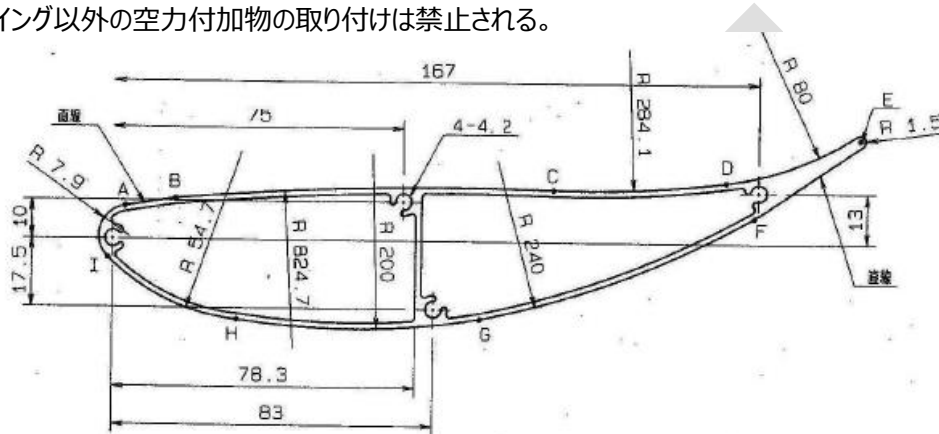 イング以外の空力付加物の取り付けは禁止される。
167
75
直線
4-4.2
R 284.1
R 80
E
R 1.5
R 7.9
A
B
C
D
10
17.5
I
R 54.7
R 824.7
R 200
R 240
F
13
直線
H
G
78.3
83